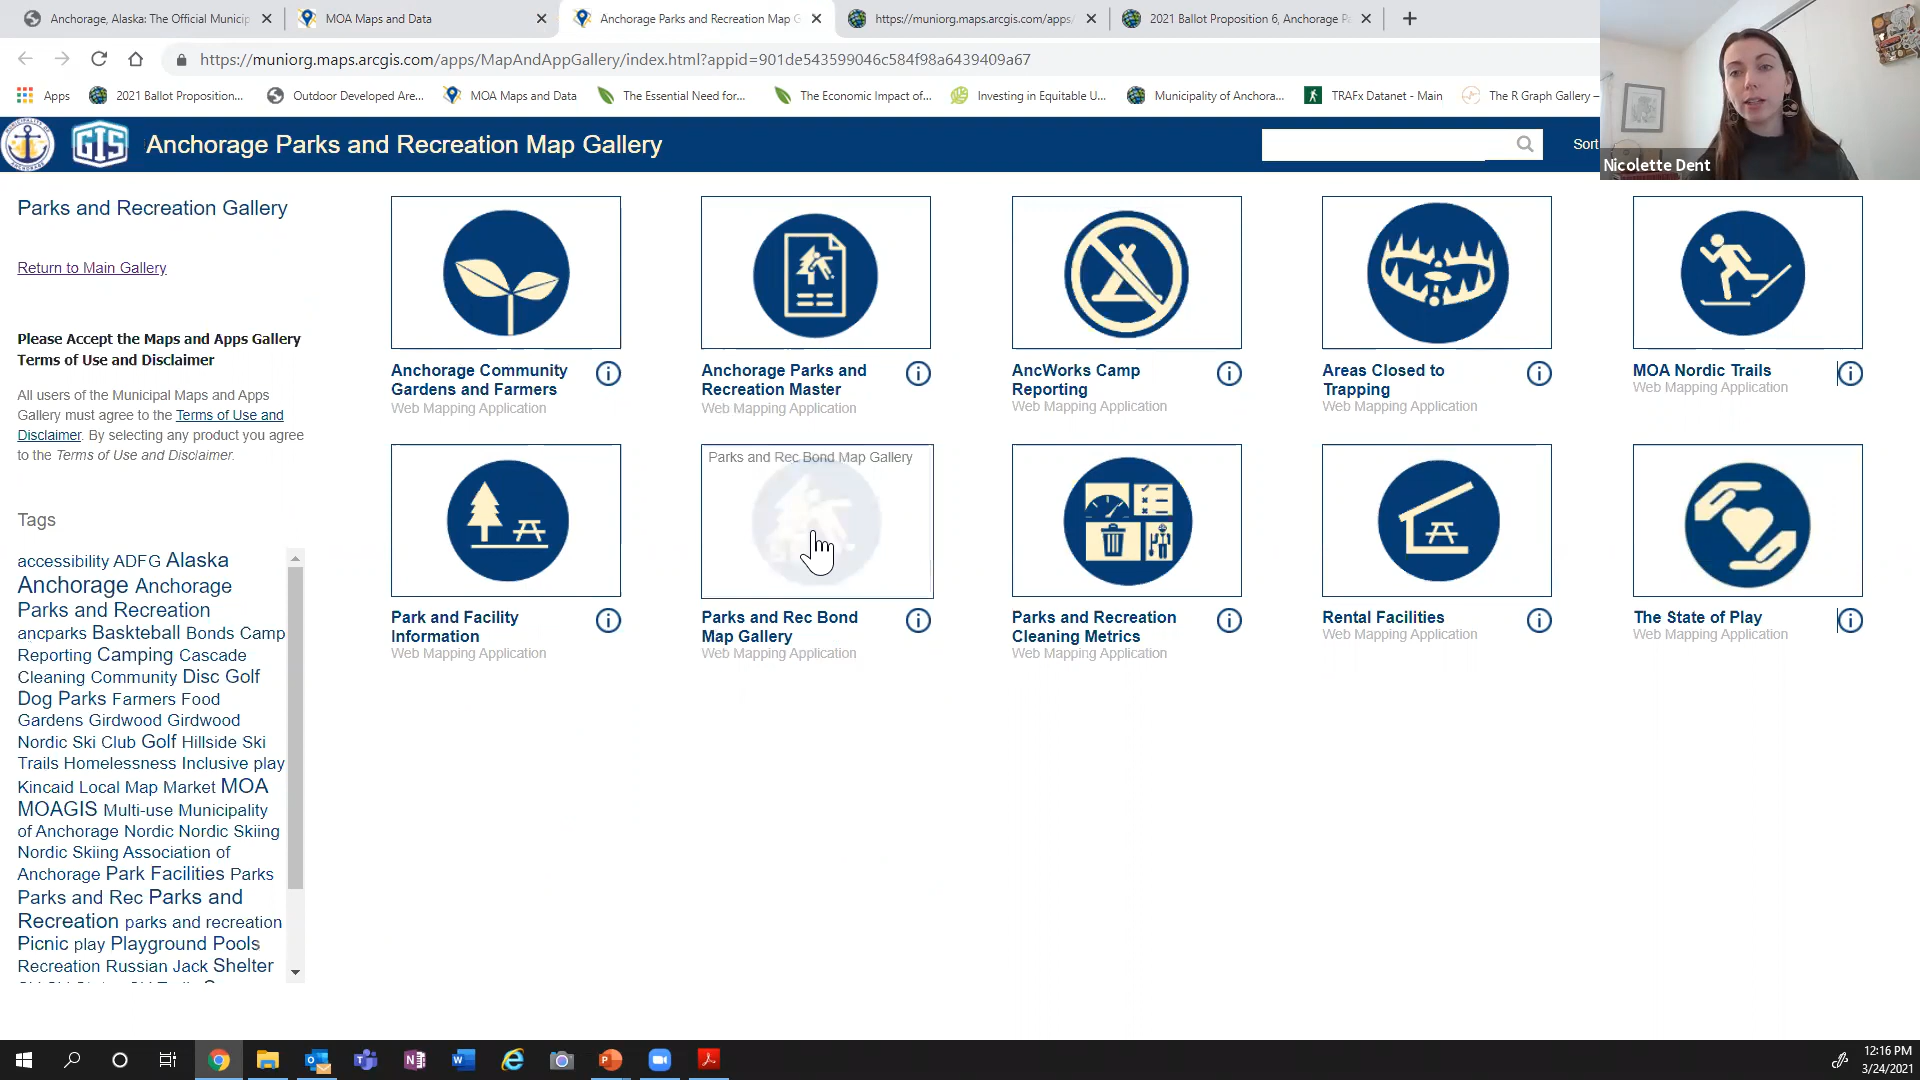 Anchorage, Alaska: The Official Municip
MOA Maps and Data
Anchorage Parks and Recreation Map G
https://muniorg.maps.arcgis.com/apps/
2021 Ballot Proposition 6, Anchorage P
https://muniorg.maps.arcgis.com/apps/MapAndAppGallery/index.html?appid=901de543599046c584f98a6439409a67
Apps
2021 Ballot Proposition...
Outdoor Developed Are...
MOA Maps and Data
The Essential Need for...
The Economic Impact of...
Investing in Equitable U...
Municipality of Anchora...
TRAFx Datanet - Main
The R Graph Gallery –
Nicolette Dent
GIS
Anchorage Parks and Recreation Map Gallery
Sort
Parks and Recreation Gallery
Return to Main Gallery
Please Accept the Maps and Apps Gallery
Terms of Use and Disclaimer
All users of the Municipal Maps and Apps
Gallery must agree to the Terms of Use and
Disclaimer. By selecting any product you agree
to the Terms of Use and Disclaimer.
Tags
accessibility ADFG Alaska
Anchorage Anchorage
Parks and Recreation
ancparks Baskteball Bonds Camp
Reporting Camping Cascade
Cleaning Community Disc Golf
Dog Parks Farmers Food
Gardens Girdwood Girdwood
Nordic Ski Club Golf Hillside Ski
Trails Homelessness Inclusive play
Kincaid Local Map Market MOA
MOAGIS Multi-use Municipality
of Anchorage Nordic Nordic Skiing
Nordic Skiing Association of
Anchorage Park Facilities Parks
Parks and Rec Parks and
Recreation parks and recreation
Picnic play Playground Pools
Recreation Russian Jack Shelter
Anchorage Community
Gardens and Farmers
Web Mapping Application
Anchorage Parks and
Recreation Master
Web Mapping Application
AncWorks Camp
Reporting
Web Mapping Application
Areas Closed to
Trapping
Web Mapping Application
MOA Nordic Trails
Web Mapping Application
Park and Facility
Information
Web Mapping Application
Parks and Rec Bond Map Gallery
Parks and Rec Bond
Map Gallery
Web Mapping Application
Parks and Recreation
Cleaning Metrics
Web Mapping Application
Rental Facilities
Web Mapping Application
The State of Play
Web Mapping Application
12:16 PM
3/24/2021